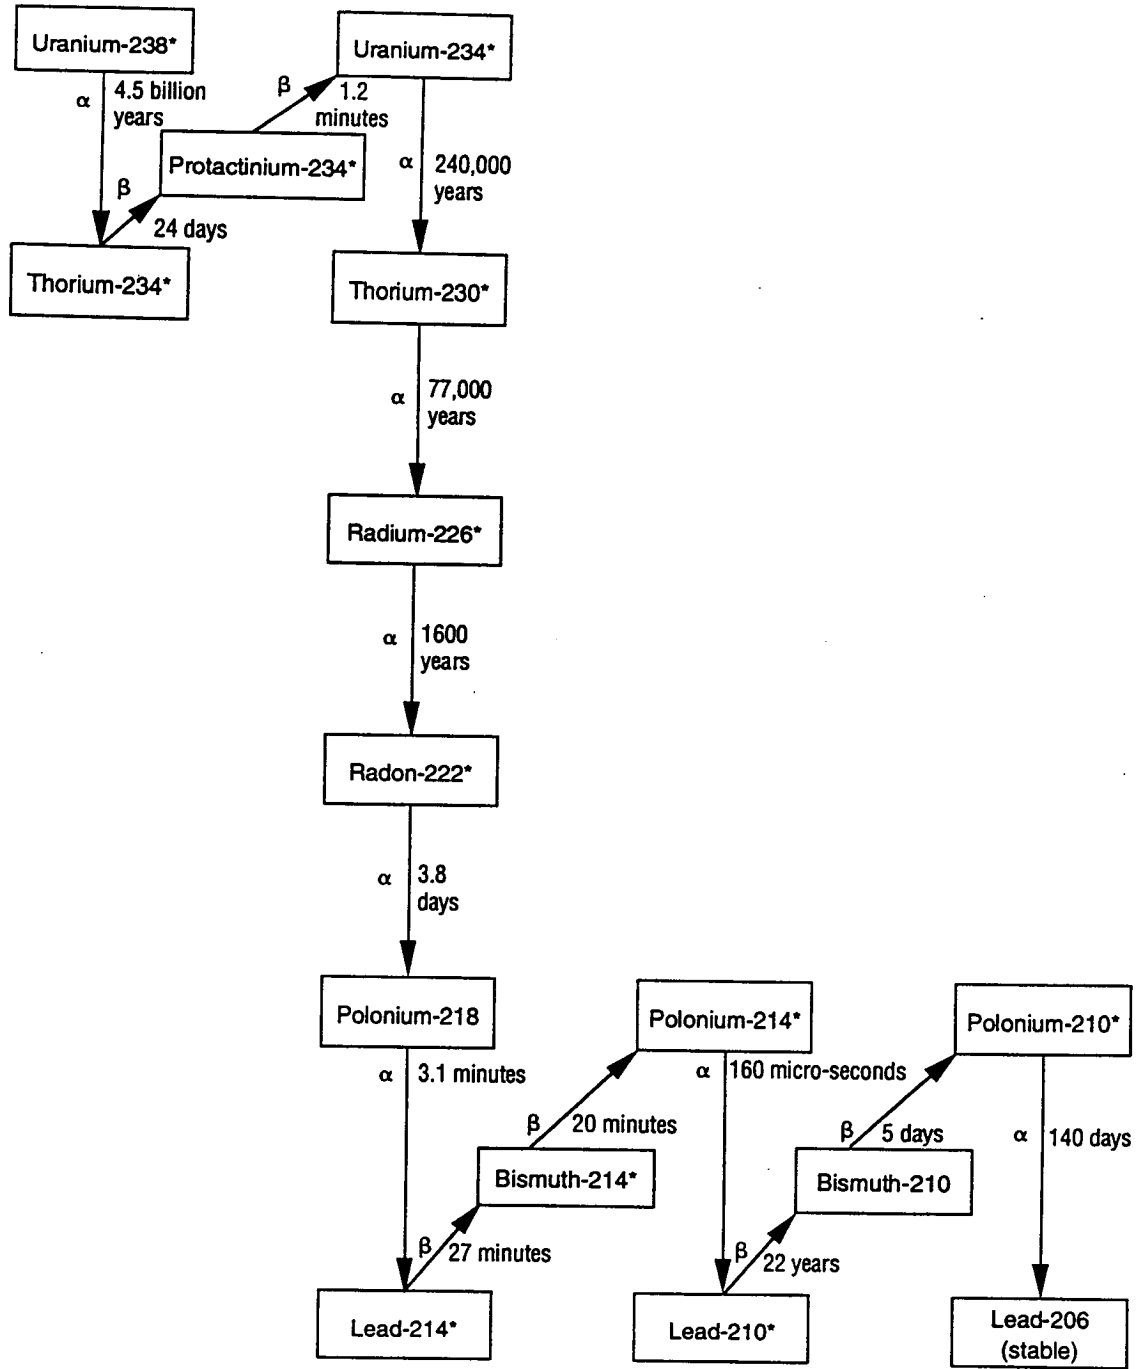 Uranium-238*
Uranium-234*
α
4.5 billion
years
β
1.2
minutes
Protactinium-234*
α
240,000
years
β
24 days
Thorium-234*
Thorium-230*
α
77,000
years
Radium-226*
α
1600
years
Radon-222*
α
3.8
days
Polonium-218
Polonium-214*
Polonium-210*
α
3.1 minutes
α
160 micro-seconds
β
20 minutes
β
5 days
α
140 days
Bismuth-214*
Bismuth-210
β
27 minutes
β
22 years
Lead-214*
Lead-210*
Lead-206
(stable)